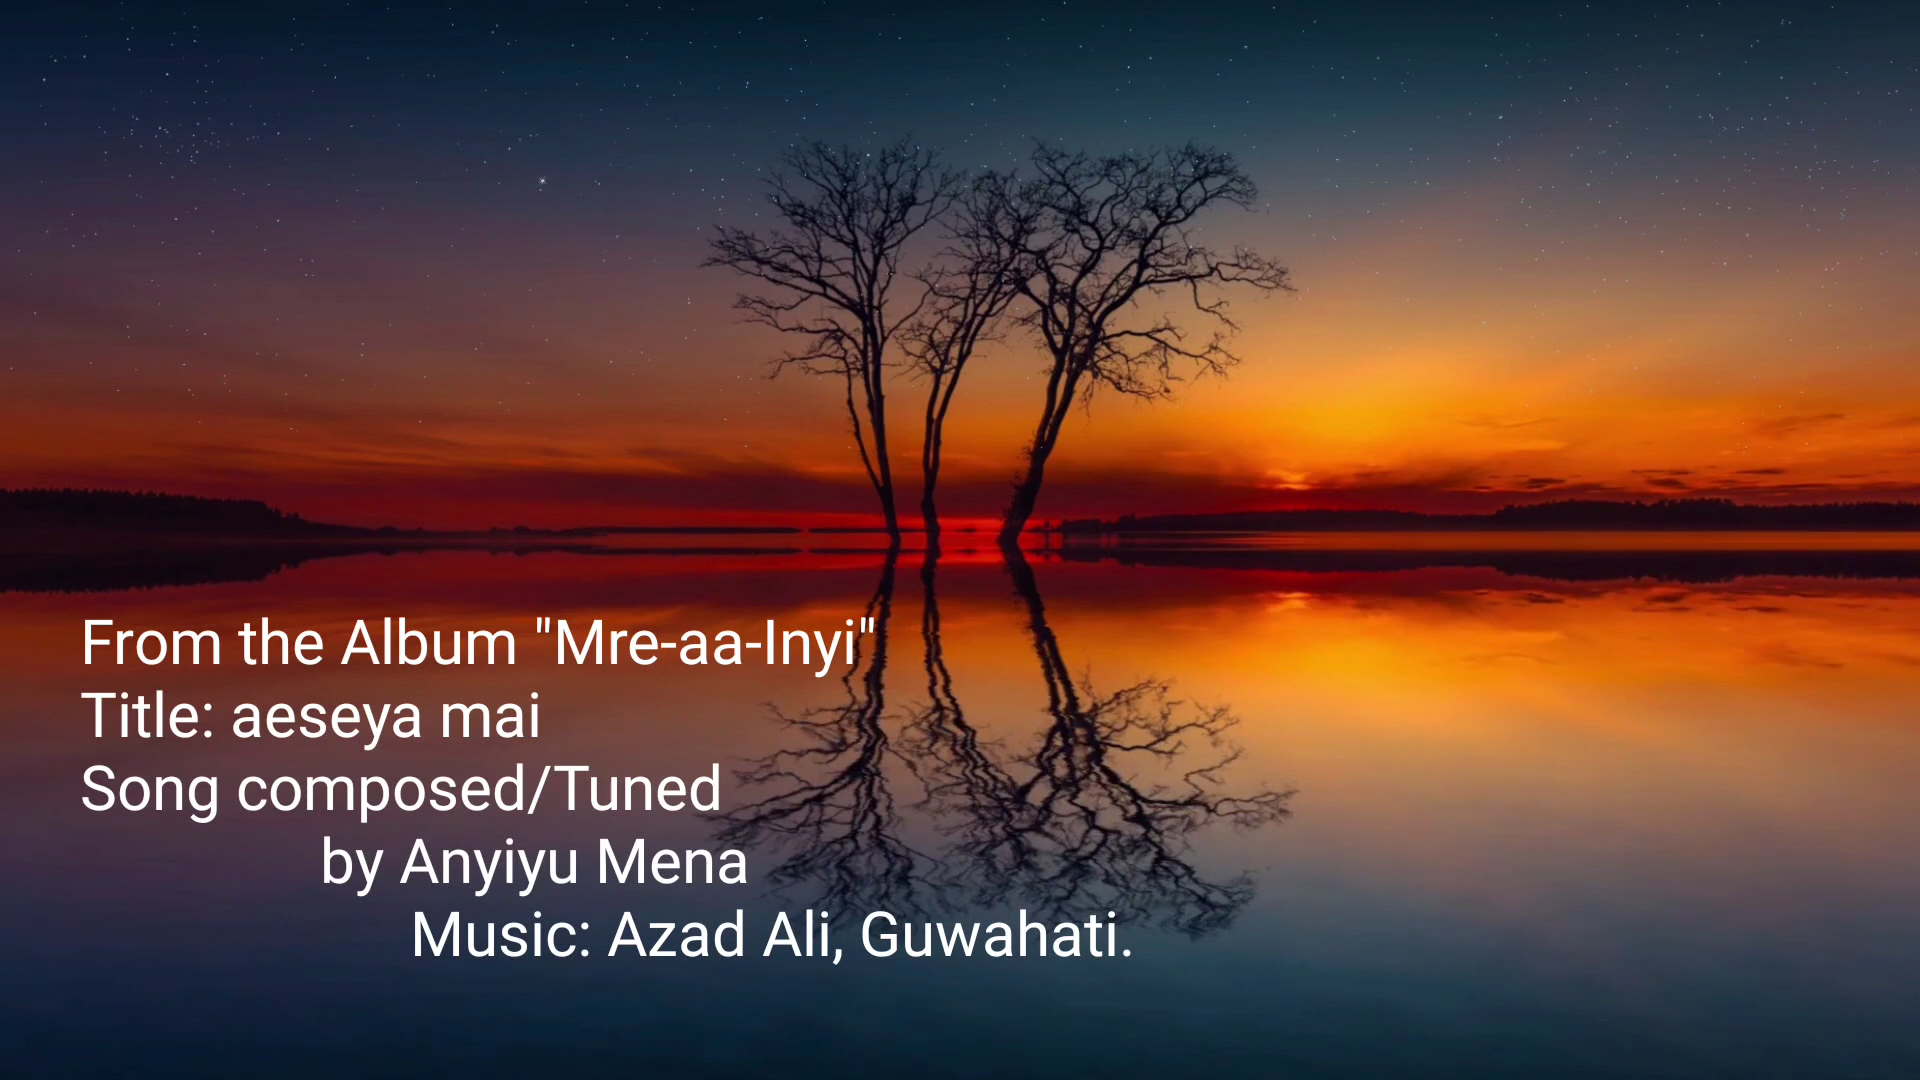 From the Album "Mre-aa-Inyi"
Title: aeseya mai
Song composed/Tuned
by Anyiyu Mena
Music: Azad Ali, Guwahati.